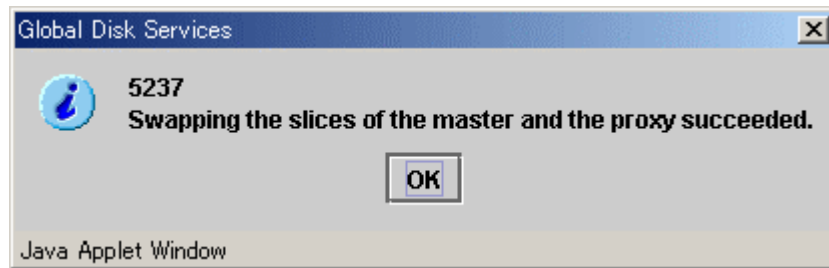 Global Disk Services
5237
Swapping the slices of the master and the proxy succeeded.
OK
Java Applet Window